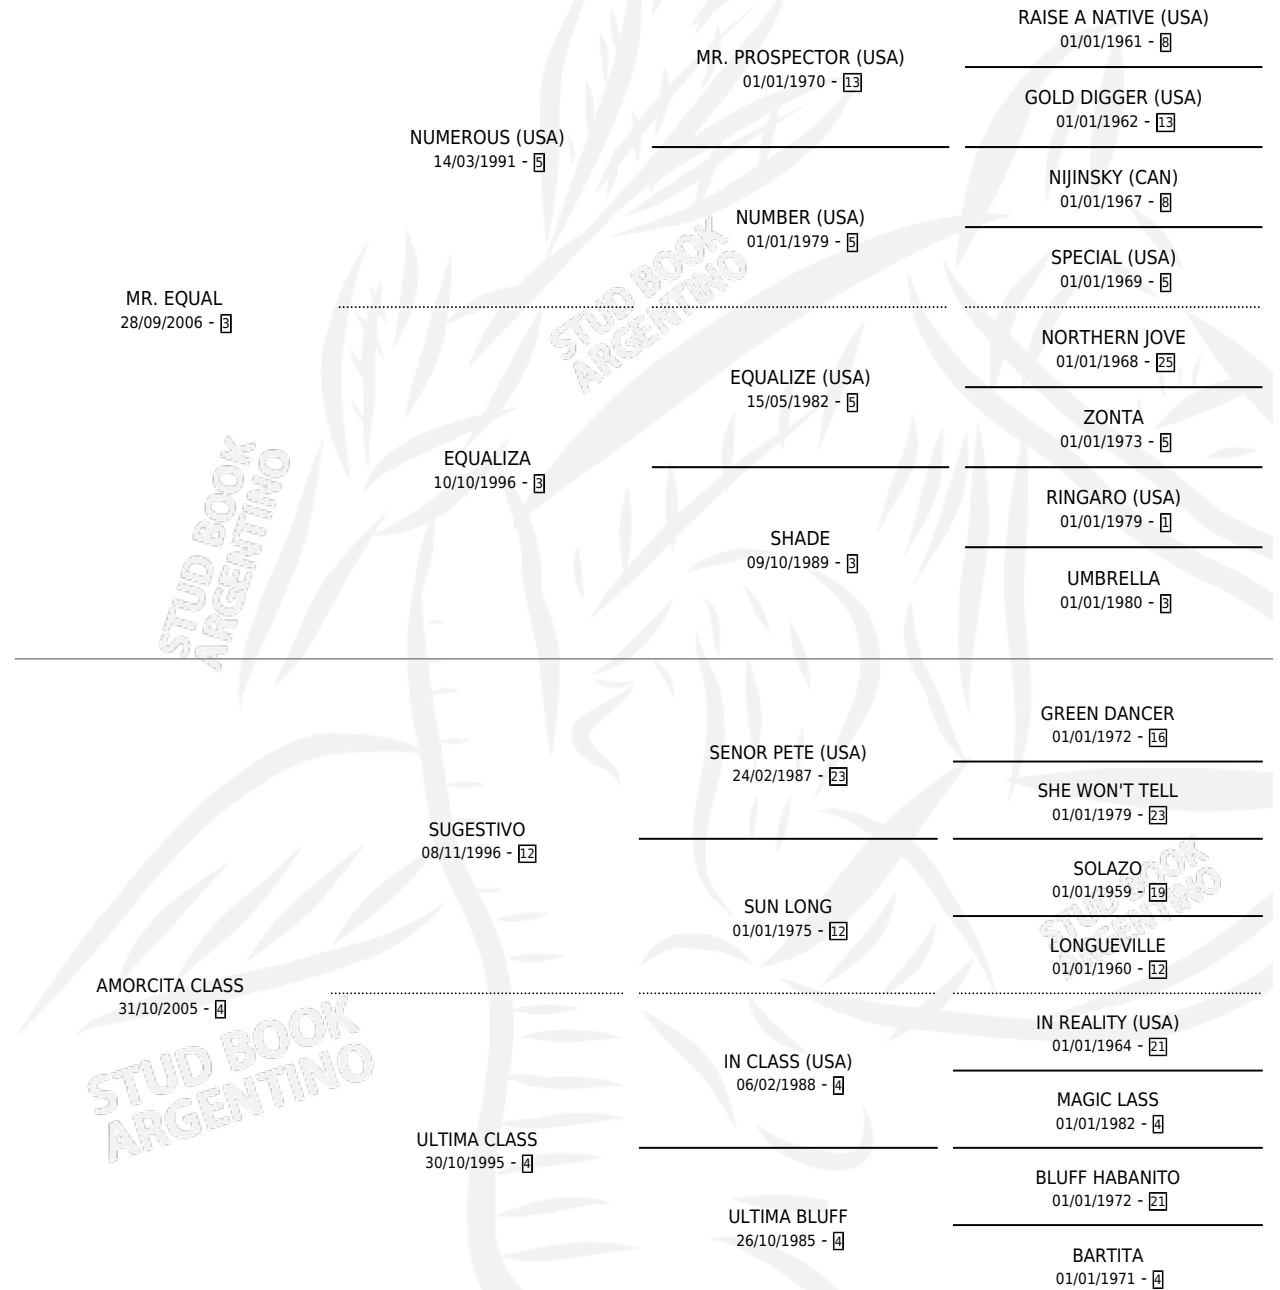 RAISE A NATIVE (USA)
01/01/1961 - 8
MR. PROSPECTOR (USA)
01/01/1970 - 13
GOLD DIGGER (USA)
01/01/1962 - 13
NUMEROUS (USA)
14/03/1991 - 5
NIJINSKY (CAN)
01/01/1967 - 8
NUMBER (USA)
01/01/1979 - 5
SPECIAL (USA)
01/01/1969 - 5
MR. EQUAL
28/09/2006 - 3
NORTHERN JOVE
01/01/1968 - 25
EQUALIZE (USA)
15/05/1982 - 5
ZONTA
01/01/1973 - 5
EQUALIZA
10/10/1996 - 3
RINGARO (USA)
01/01/1979 - 1
SHADE
09/10/1989 - 3
UMBRELLA
01/01/1980 - 3
STUD BOOK
ARGENTINO
STUD BOOK
ARGENTINO
GREEN DANCER
01/01/1972 - 16
SENOR PETE (USA)
24/02/1987 - 23
SHE WON'T TELL
01/01/1979 - 23
SUGESTIVO
08/11/1996 - 12
SOLAZO
01/01/1959 - 19
SUN LONG
01/01/1975 - 12
LONGUEVILLE
01/01/1960 - 12
AMORCITA CLASS
31/10/2005 - 4
IN REALITY (USA)
01/01/1964 - 21
IN CLASS (USA)
06/02/1988 - 4
MAGIC LASS
01/01/1982 - 4
ULTIMA CLASS
30/10/1995 - 4
BLUFF HABANITO
01/01/1972 - 21
ULTIMA BLUFF
26/10/1985 - 4
BARTITA
01/01/1971 - 4
STUD BOOK
ARGENTINO
STUD BOOK
ARGENTINO